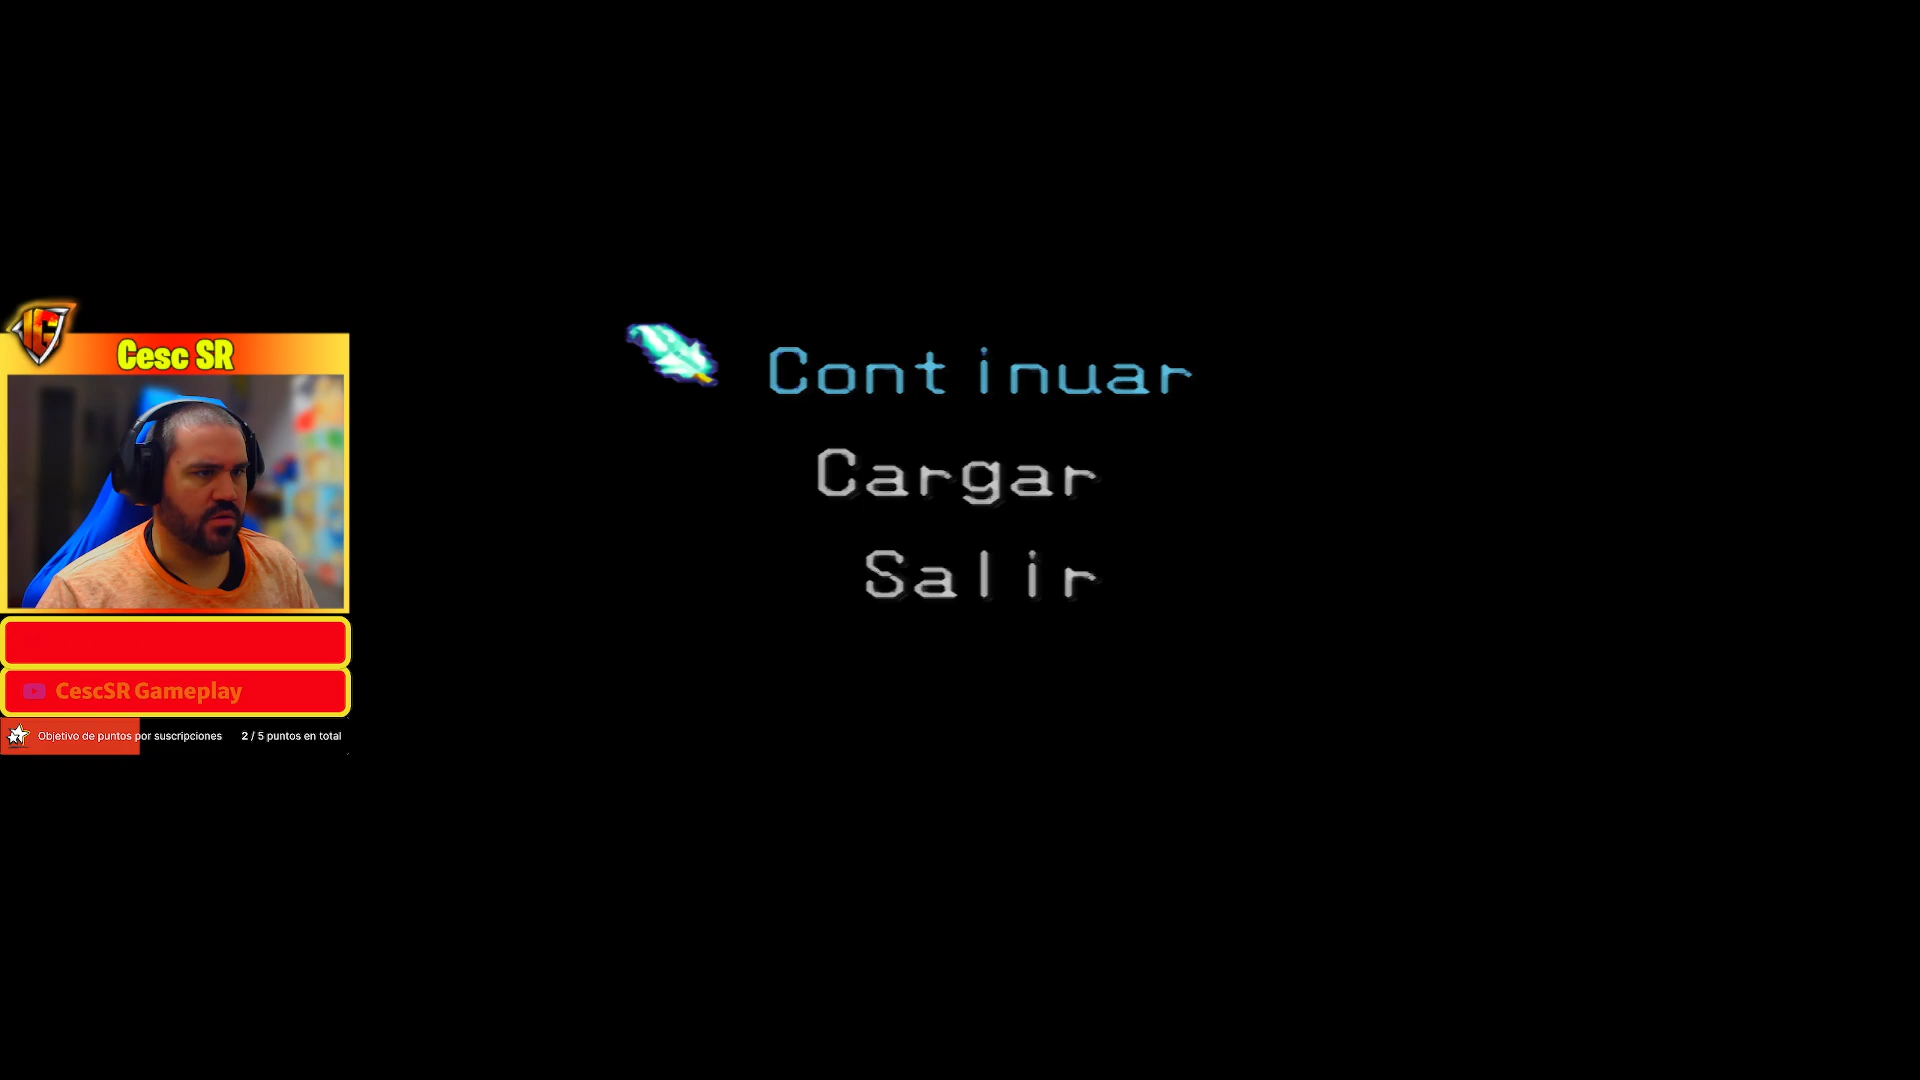 Cesc SR
CescSR Gameplay
Objetivo de puntos por suscripciones 2 / 5 puntos en total
Continuar
Cargar
Salir